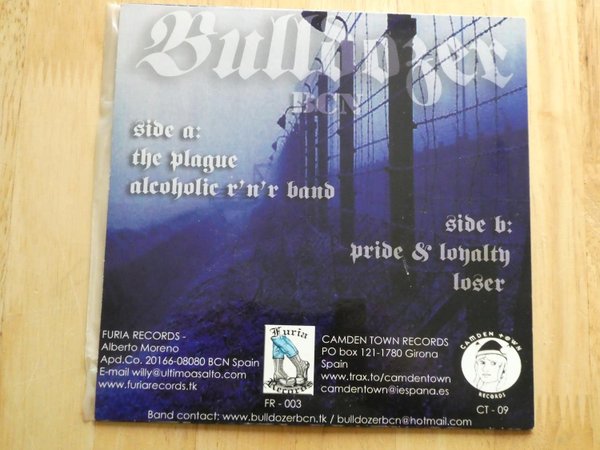 Bulldozer
BCN
side a:
the plague
alcoholic r'n'r band
side b:
pride & loyalty
loser
FURIA RECORDS -
Alberto Moreno
Apd.Co. 20166-08080 BCN Spain
E-mail willy@ultimoasalto.com
www.furiarecords.tk
Furia
Records
FR - 003
CAMDEN TOWN RECORDS
PO box 121-1780 Girona
Spain
www.trax.to/camdentown
camdentown@iespana.es
CAMDEN TOWN
RECORDS
CT - 09
Band contact: www.bulldozerbcn.tk / bulldozerbcn@hotmail.com